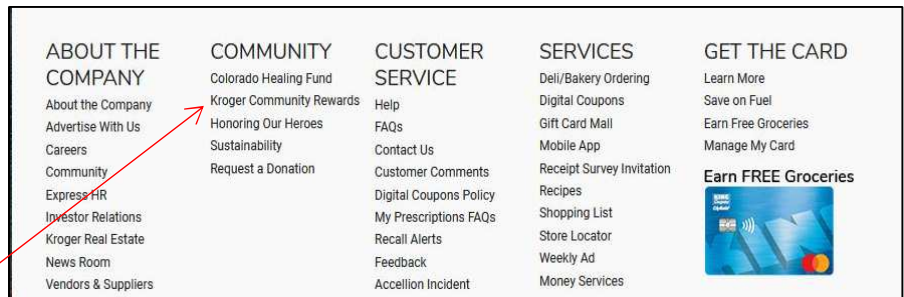 ABOUT THE
COMPANY
About the Company
Advertise With Us
Careers
Community
Express HR
Investor Relations
Kroger Real Estate
News Room
Vendors & Suppliers
COMMUNITY
Colorado Healing Fund
Kroger Community Rewards
Honoring Our Heroes
Sustainability
Request a Donation
CUSTOMER
SERVICE
Help
FAQs
Contact Us
Customer Comments
Digital Coupons Policy
My Prescriptions FAQs
Recall Alerts
Feedback
Accellion Incident
SERVICES
Deli/Bakery Ordering
Digital Coupons
Gift Card Mall
Mobile App
Receipt Survey Invitation
Recipes
Shopping List
Store Locator
Weekly Ad
Money Services
GET THE CARD
Learn More
Save on Fuel
Earn Free Groceries
Manage My Card
Earn FREE Groceries